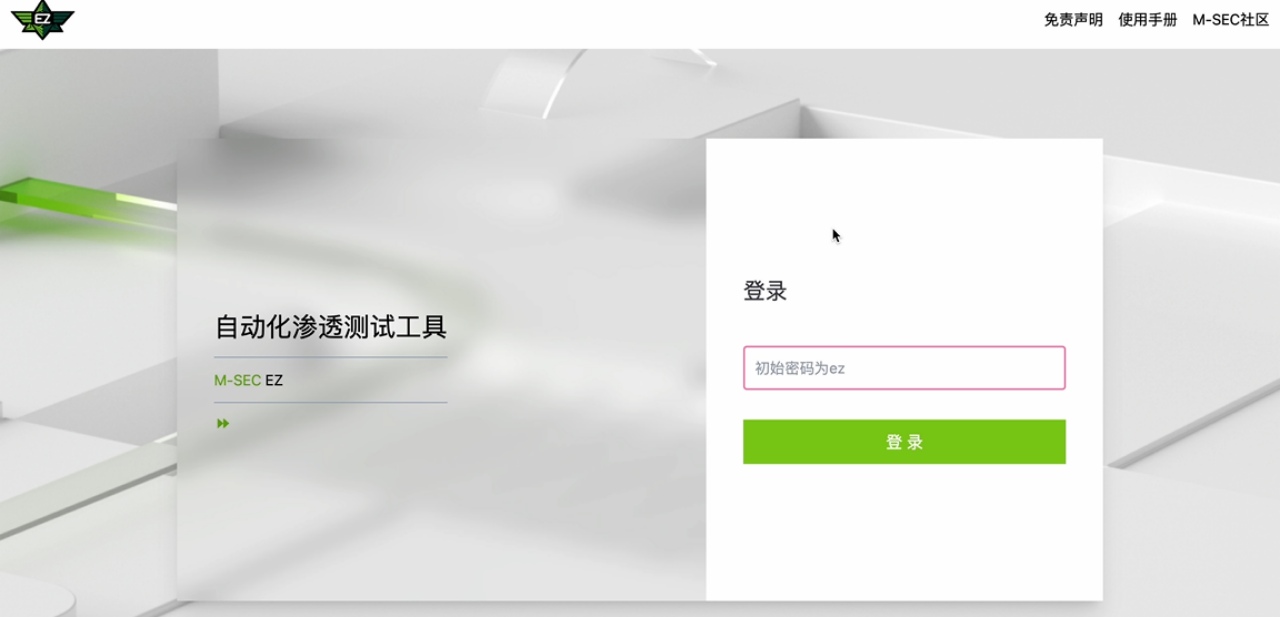 EZ
免责声明 使用手册 M-SEC社区
自动化渗透测试工具
M-SEC EZ
登录
初始密码为ez
登 录